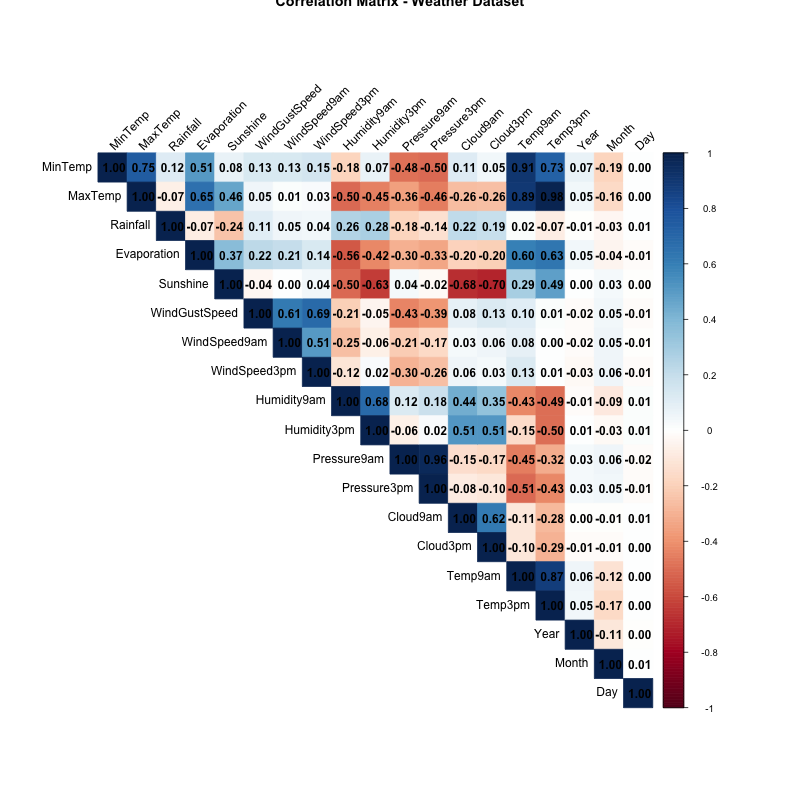 Correlation Matrix - Weather Dataset
MinTemp MaxTemp Rainfall Evaporation Sunshine WindGustSpeed WindSpeed9am WindSpeed3pm Humidity9am Humidity3pm Pressure9am Pressure3pm Cloud9am Cloud3pm Temp9am Temp3pm Year Month Day
MinTemp 1.00 0.75 0.12 0.51 0.08 0.13 0.13 0.15 -0.18 0.07 -0.48 -0.50 0.11 0.05 0.91 0.73 0.07 -0.19 0.00
MaxTemp 1.00 -0.07 0.65 0.46 0.05 0.01 0.03 -0.50 -0.45 -0.36 -0.46 -0.26 -0.26 0.89 0.98 0.05 -0.16 0.00
Rainfall 1.00 -0.07 -0.24 0.11 0.05 0.04 0.26 0.28 -0.18 -0.14 0.22 0.19 0.02 -0.07 -0.01 -0.03 0.01
Evaporation 1.00 0.37 0.22 0.21 0.14 -0.56 -0.42 -0.30 -0.33 -0.20 -0.20 0.60 0.63 0.05 -0.04 -0.01
Sunshine 1.00 -0.04 0.00 0.04 -0.50 -0.63 0.04 -0.02 -0.68 -0.70 0.29 0.49 0.00 0.03 0.00
WindGustSpeed 1.00 0.61 0.69 -0.21 -0.05 -0.43 -0.39 0.08 0.13 0.10 0.01 -0.02 0.05 -0.01
WindSpeed9am 1.00 0.51 -0.25 -0.06 -0.21 -0.17 0.03 0.06 0.08 0.00 -0.02 0.05 -0.01
WindSpeed3pm 1.00 -0.12 0.02 -0.30 -0.26 0.06 0.03 0.13 0.01 -0.03 0.06 -0.01
Humidity9am 1.00 0.68 0.12 0.18 0.44 0.35 -0.43 -0.49 -0.01 -0.09 0.01
Humidity3pm 1.00 -0.06 0.02 0.51 0.51 -0.15 -0.50 0.01 -0.03 0.01
Pressure9am 1.00 0.96 -0.15 -0.17 -0.45 -0.32 0.03 0.06 -0.02
Pressure3pm 1.00 -0.08 -0.10 -0.51 -0.43 0.03 0.05 -0.01
Cloud9am 1.00 0.62 -0.11 -0.28 0.00 -0.01 0.01
Cloud3pm 1.00 -0.10 -0.29 -0.01 -0.01 0.00
Temp9am 1.00 0.87 0.06 -0.12 0.00
Temp3pm 1.00 0.05 -0.17 0.00
Year 1.00 -0.11 0.00
Month 1.00 0.01
Day 1.00
1
0.8
0.6
0.4
0.2
0
-0.2
-0.4
-0.6
-0.8
-1